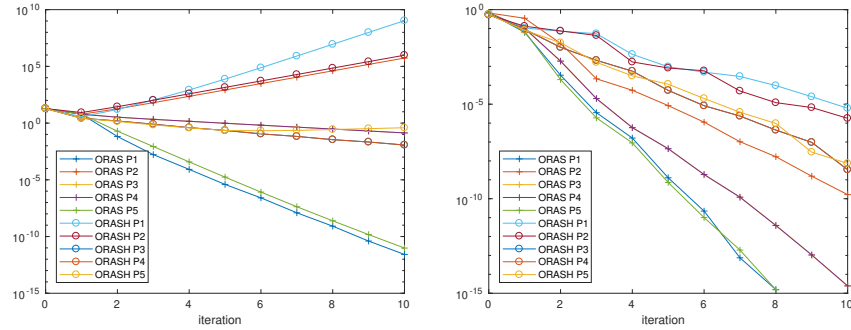 10^10
10^5
10^0
10^-5
10^-10
10^-15
ORAS P1
ORAS P2
ORAS P3
ORAS P4
ORAS P5
ORASH P1
ORASH P2
ORASH P3
ORASH P4
ORASH P5
0 2 4 6 8 10
iteration
10^0
10^-5
10^-10
10^-15
ORAS P1
ORAS P2
ORAS P3
ORAS P4
ORAS P5
ORASH P1
ORASH P2
ORASH P3
ORASH P4
ORASH P5
0 2 4 6 8 10
iteration